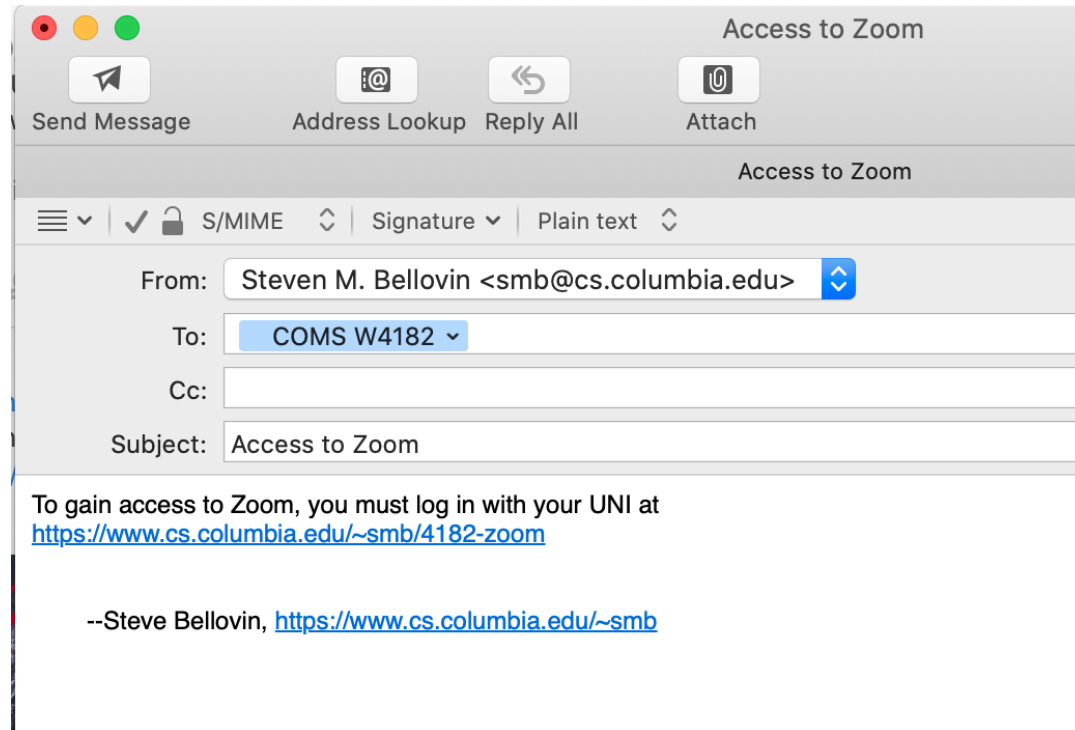 Access to Zoom
Send Message Address Lookup Reply All Attach
Access to Zoom
S/MIME Signature Plain text
From: Steven M. Bellovin <smb@cs.columbia.edu>
To: COMS W4182
Cc:
Subject: Access to Zoom
To gain access to Zoom, you must log in with your UNI at
https://www.cs.columbia.edu/~smb/4182-zoom
--Steve Bellovin, https://www.cs.columbia.edu/~smb